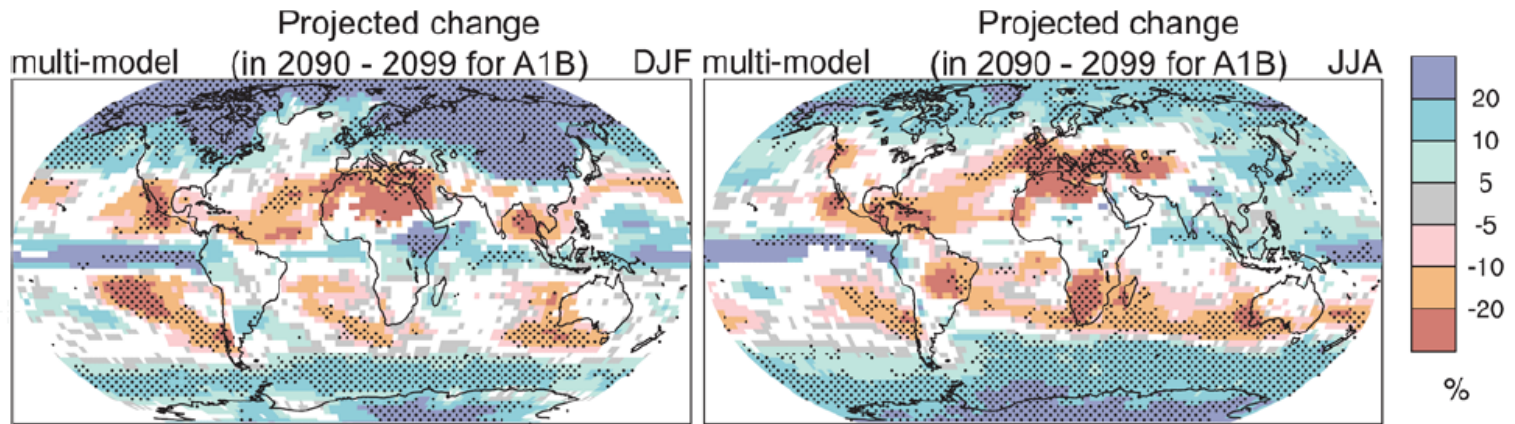 Projected change
multi-model (in 2090 - 2099 for A1B) DJF
Projected change
multi-model (in 2090 - 2099 for A1B) JJA
20
10
5
-5
-10
-20
%